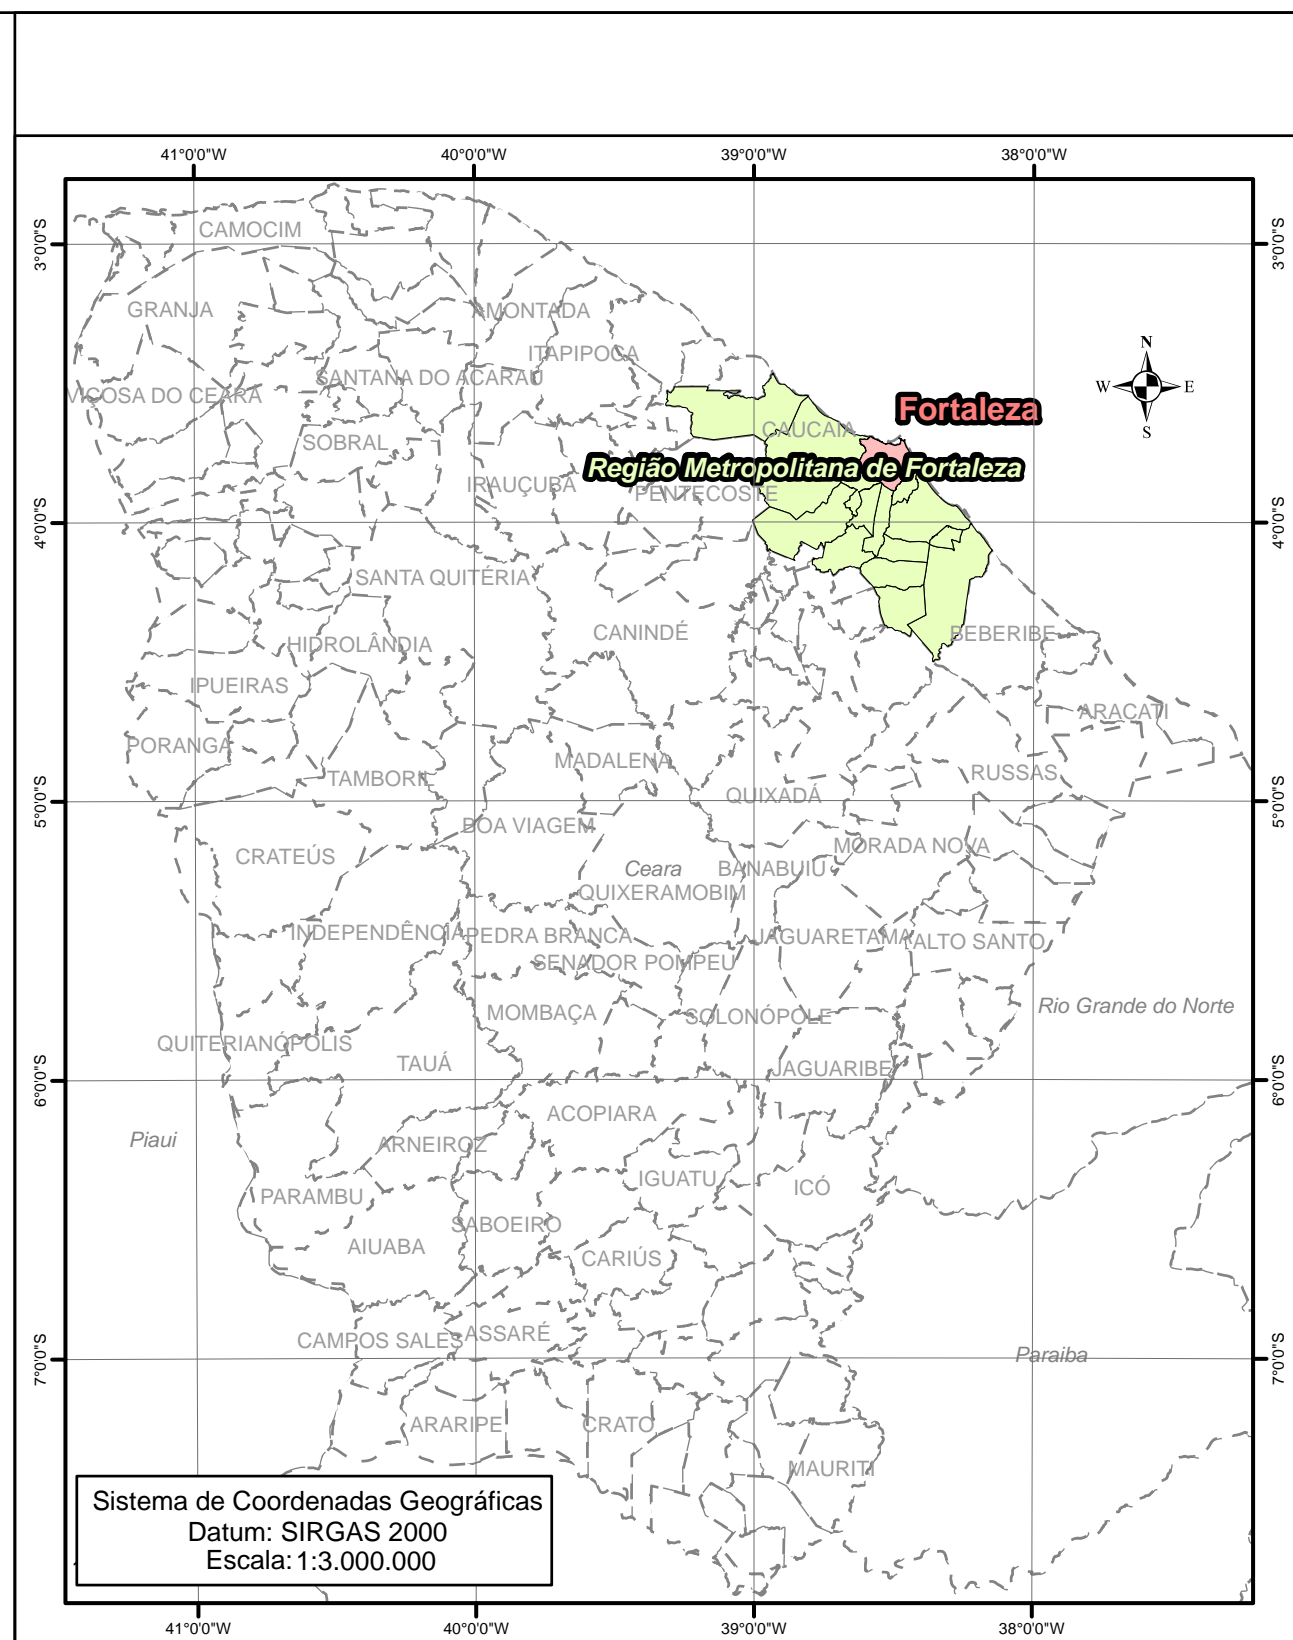 41°0'0"W 40°0'0"W 39°0'0"W 38°0'0"W
3°0'0"S 3°0'0"S
CAMOCIM
GRANJA
AMONTADA
ITAPIPOCA
N
W E
S
SANTANA DO ACARAÚ
VIÇOSA DO CEARÁ
Fortaleza
CAUCAIA
SOBRAL
Região Metropolitana de Fortaleza
IRAUÇUBA
PENTECOSTE
4°0'0"S 4°0'0"S
SANTA QUITÉRIA
CANINDÉ
BEBERIBE
HIDROLÂNDIA
IPUEIRAS
ARACATI
PORANGA
MADALENA
RUSSAS
TAMBORIL
QUIXADÁ
5°0'0"S 5°0'0"S
BOA VIAGEM
MORADA NOVA
CRATEÚS
Ceara
BANABUIÚ
QUIXERAMOBIM
INDEPENDÊNCIA
PEDRA BRANCA
JAGUARETAMA
ALTO SANTO
SENADOR POMPEU
Rio Grande do Norte
MOMBAÇA
SOLONÓPOLE
QUITERIANÓPOLIS
TAUÁ
JAGUARIBE
6°0'0"S 6°0'0"S
ACOPIARA
Piaui
ARNEIROZ
IGUATU
ICÓ
PARAMBU
SABOEIRO
AIUABA
CARIÚS
CAMPOS SALES
ASSARÉ
7°0'0"S 7°0'0"S
Paraiba
ARARIPE
CRATO
MAURITI
Sistema de Coordenadas Geográficas
Datum: SIRGAS 2000
Escala: 1:3.000.000
41°0'0"W 40°0'0"W 39°0'0"W 38°0'0"W